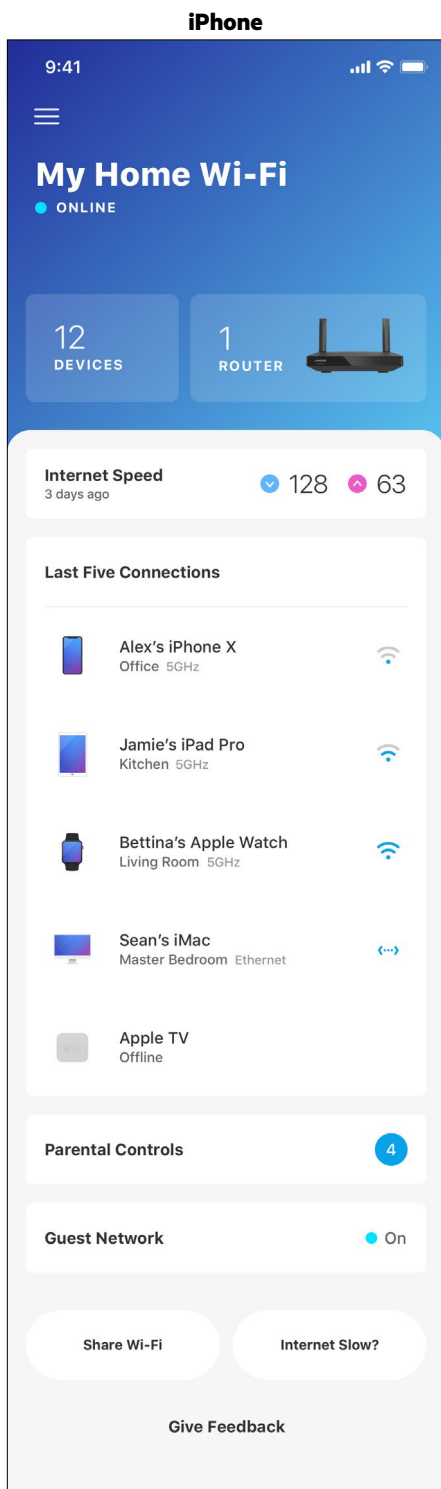 iPhone
9:41
My Home Wi-Fi
ONLINE
12
DEVICES
1
ROUTER
Internet Speed
3 days ago
128
63
Last Five Connections
Alex’s iPhone X
Office 5GHz
Jamie’s iPad Pro
Kitchen 5GHz
Bettina’s Apple Watch
Living Room 5GHz
Sean’s iMac
Master Bedroom Ethernet
Apple TV
Offline
Parental Controls
4
Guest Network
On
Share Wi-Fi
Internet Slow?
Give Feedback